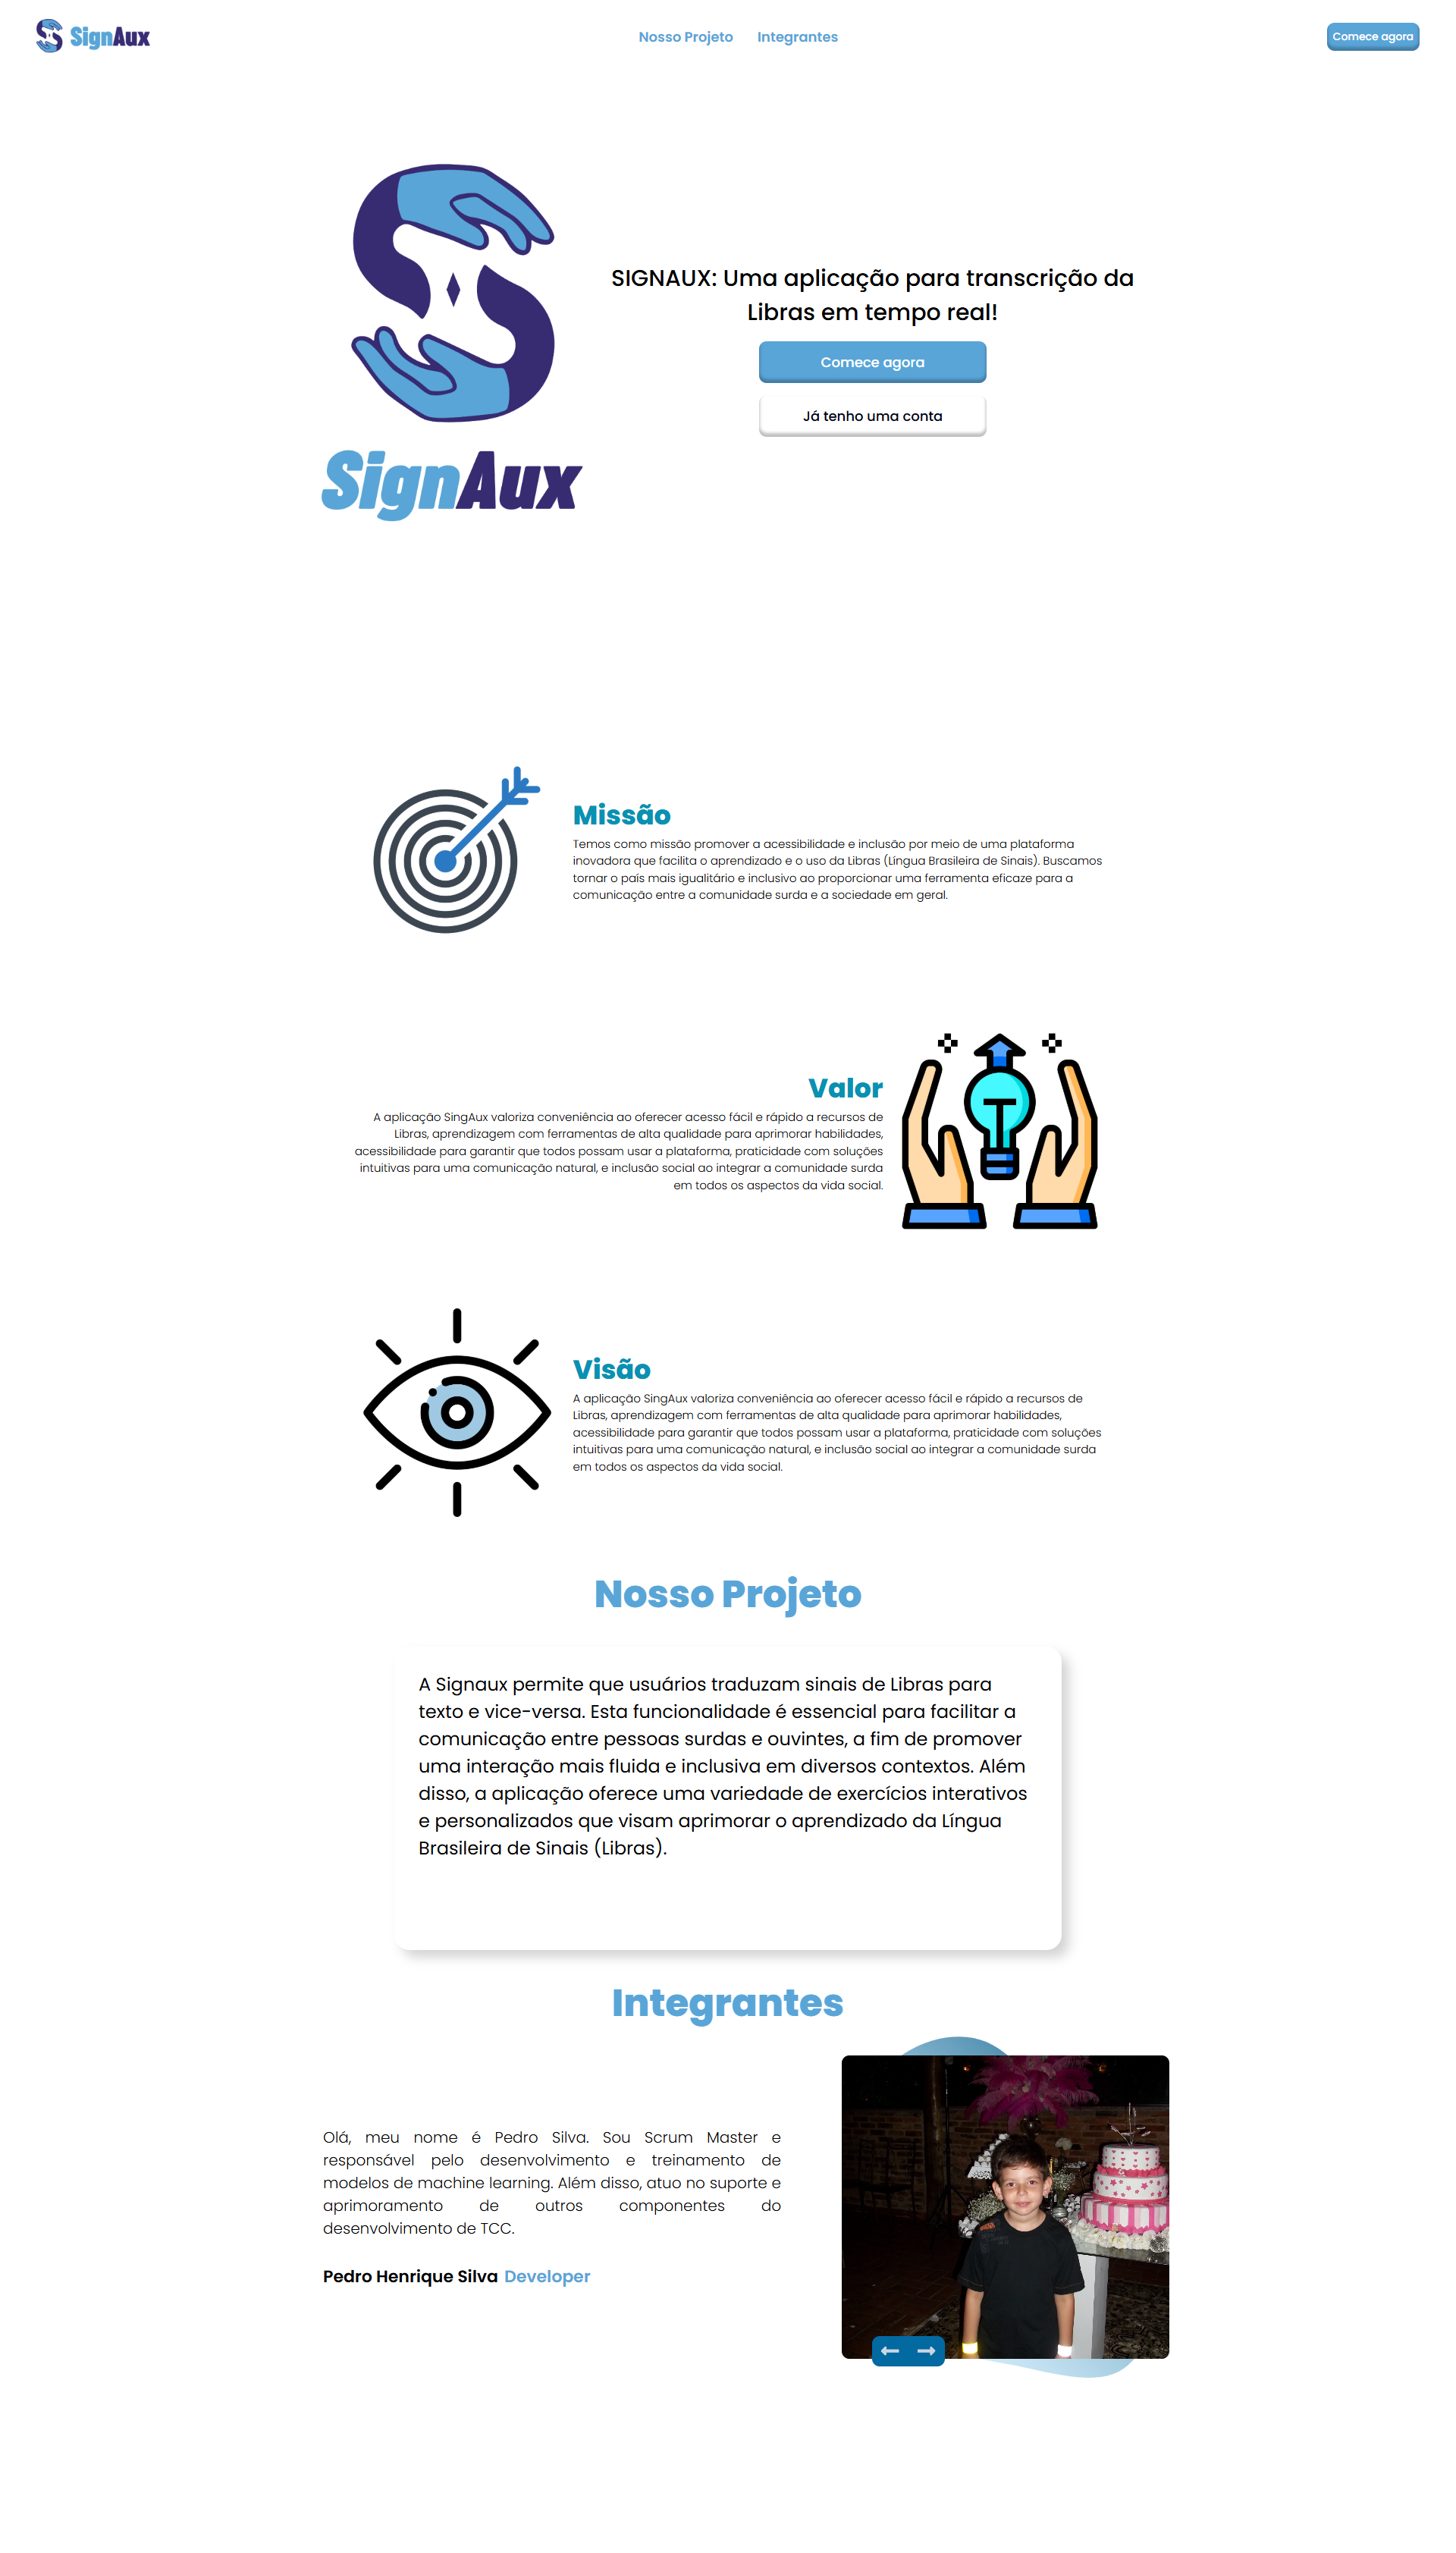 SignAux
Nosso Projeto
Integrantes
Comece agora
SIGNAUX: Uma aplicação para transcrição da
Libras em tempo real!
Comece agora
Já tenho uma conta
SignAux
Missão
Temos como missão promover a acessibilidade e inclusão por meio de uma plataforma
inovadora que facilita o aprendizado e o uso da Libras (Língua Brasileira de Sinais). Buscamos
tornar o país mais igualitário e inclusivo ao proporcionar uma ferramenta eficaze para a
comunicação entre a comunidade surda e a sociedade em geral.
Valor
A aplicação SingAux valoriza conveniência ao oferecer acesso fácil e rápido a recursos de
Libras, aprendizagem com ferramentas de alta qualidade para aprimorar habilidades,
acessibilidade para garantir que todos possam usar a plataforma, praticidade com soluções
intuitivas para uma comunicação natural, e inclusão social ao integrar a comunidade surda
em todos os aspectos da vida social.
Visão
A aplicação SingAux valoriza conveniência ao oferecer acesso fácil e rápido a recursos de
Libras, aprendizagem com ferramentas de alta qualidade para aprimorar habilidades,
acessibilidade para garantir que todos possam usar a plataforma, praticidade com soluções
intuitivas para uma comunicação natural, e inclusão social ao integrar a comunidade surda
em todos os aspectos da vida social.
Nosso Projeto
A Signaux permite que usuários traduzam sinais de Libras para
texto e vice-versa. Esta funcionalidade é essencial para facilitar a
comunicação entre pessoas surdas e ouvintes, a fim de promover
uma interação mais fluida e inclusiva em diversos contextos. Além
disso, a aplicação oferece uma variedade de exercícios interativos
e personalizados que visam aprimorar o aprendizado da Língua
Brasileira de Sinais (Libras).
Integrantes
Olá, meu nome é Pedro Silva. Sou Scrum Master e
responsável pelo desenvolvimento e treinamento de
modelos de machine learning. Além disso, atuo no suporte e
aprimoramento de outros componentes do
desenvolvimento de TCC.
Pedro Henrique Silva Developer